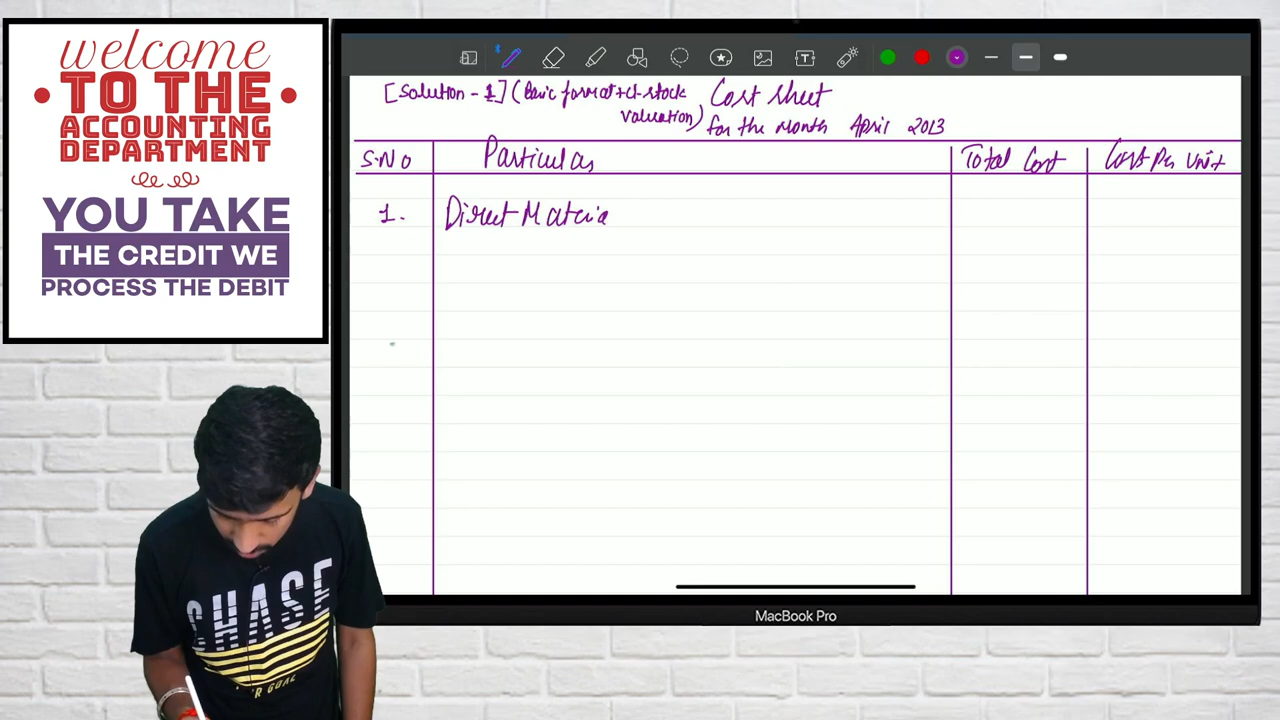 welcome
TO THE
ACCOUNTING
DEPARTMENT
YOU TAKE
THE CREDIT WE
PROCESS THE DEBIT
[Solution - 1] (Basic format + cl. stock Cost Sheet
valuation) for the Month April 2013
S.No Particulars Total Cost Cost Per Unit
1. Direct Materia
MacBook Pro
CHASE
R GOAL